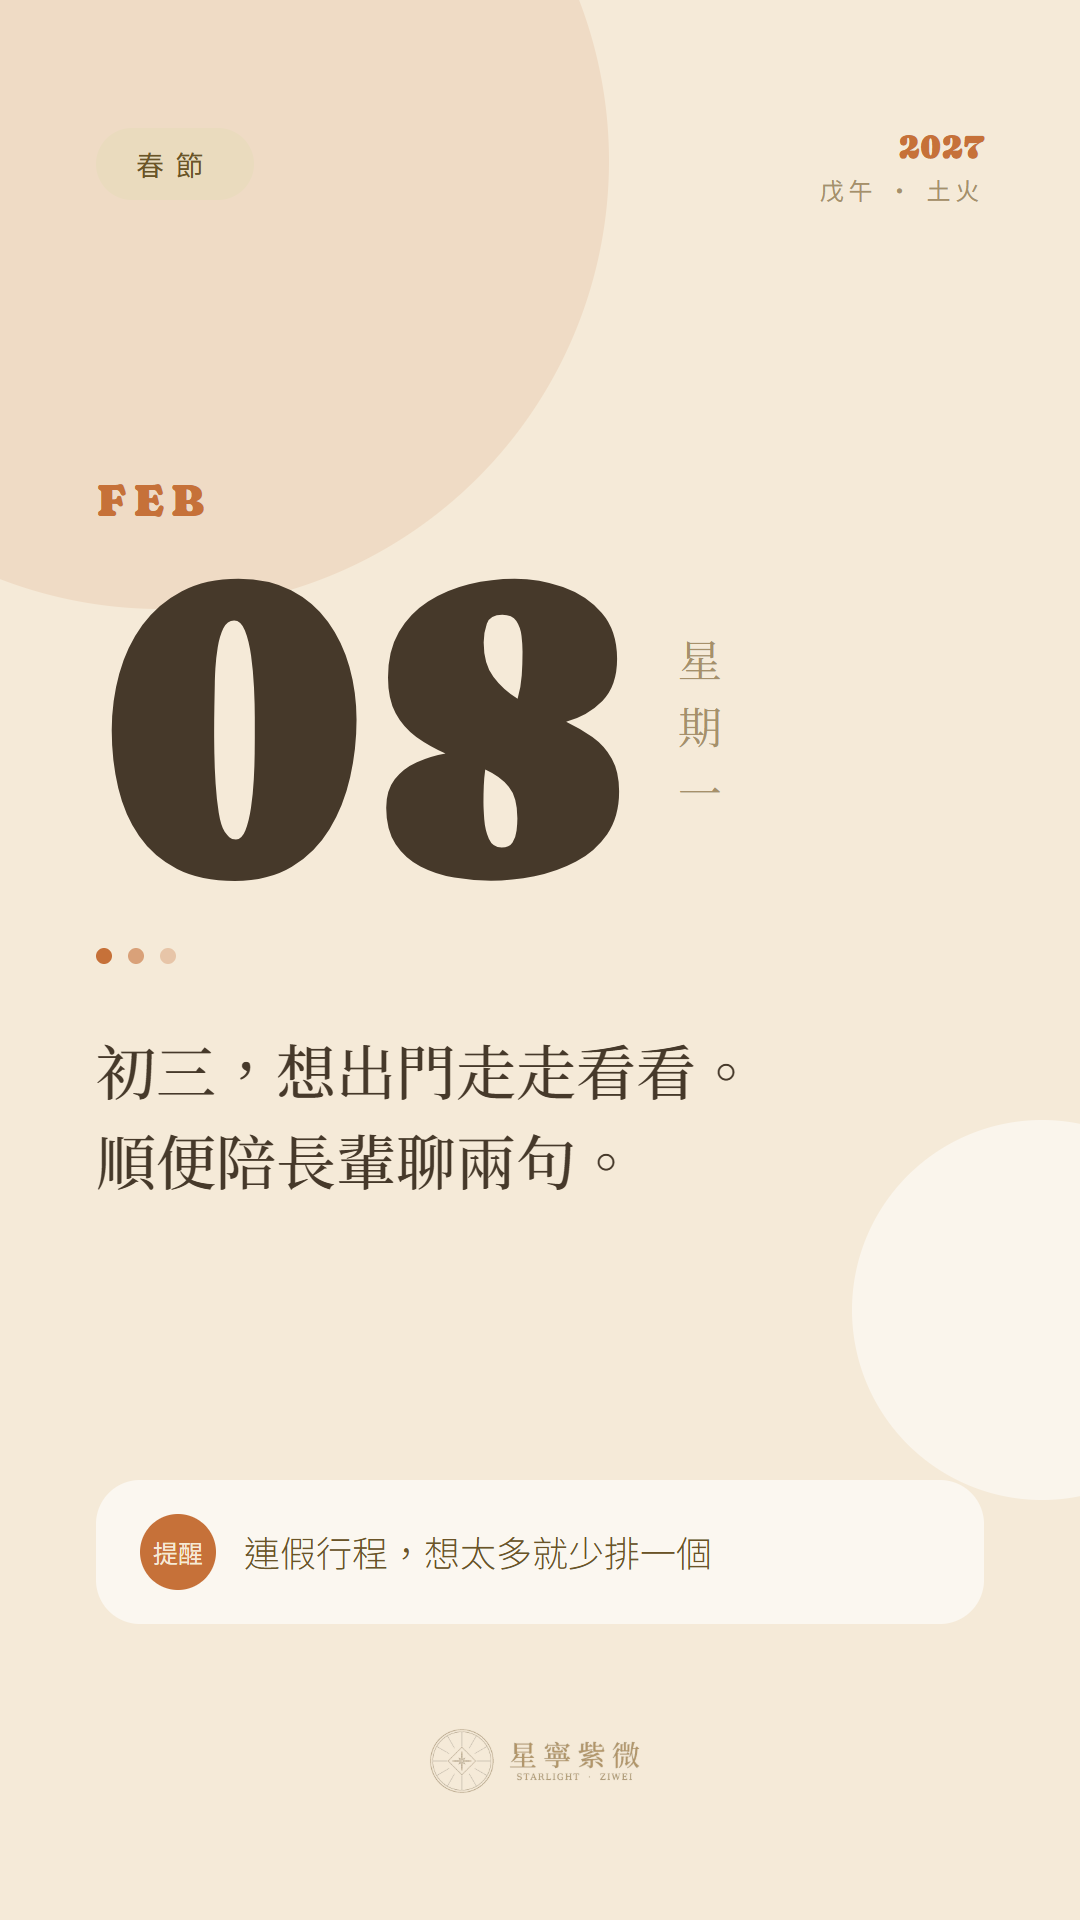 春節
2027
戊午 · 土火
FEB
08
星期一
初三，想出門走走看看。
順便陪長輩聊兩句。
提醒
連假行程，想太多就少排一個
星寧紫微
STARLIGHT · ZIWEI